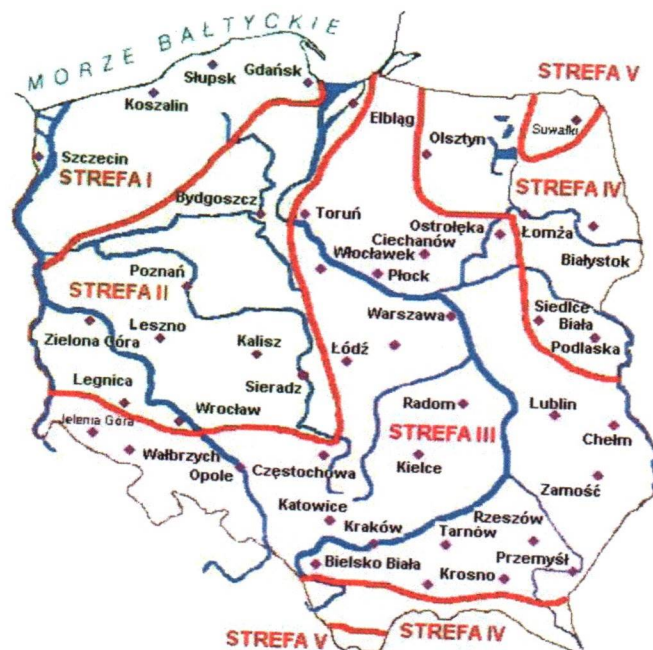 MORZE BAŁTYCKIE
STREFA V
Słupsk
Gdańsk
Koszalin
Elbląg
Suwałki
Olsztyn
Szczecin
STREFA I
STREFA IV
Bydgoszcz
Toruń
Ostrołęka
Łomża
Ciechanów
Włocławek
Białystok
Poznań
Płock
STREFA II
Siedlce
Warszawa
Biała
Leszno
Zielona Góra
Kalisz
Łódź
Podlaska
Legnica
Sieradz
Wrocław
Radom
Lublin
Jelenia Góra
STREFA III
Chełm
Wałbrzych
Opole
Częstochowa
Kielce
Zamość
Katowice
Rzeszów
Kraków
Tarnów
Przemyśl
Bielsko Biała
Krosno
STREFA V
STREFA IV